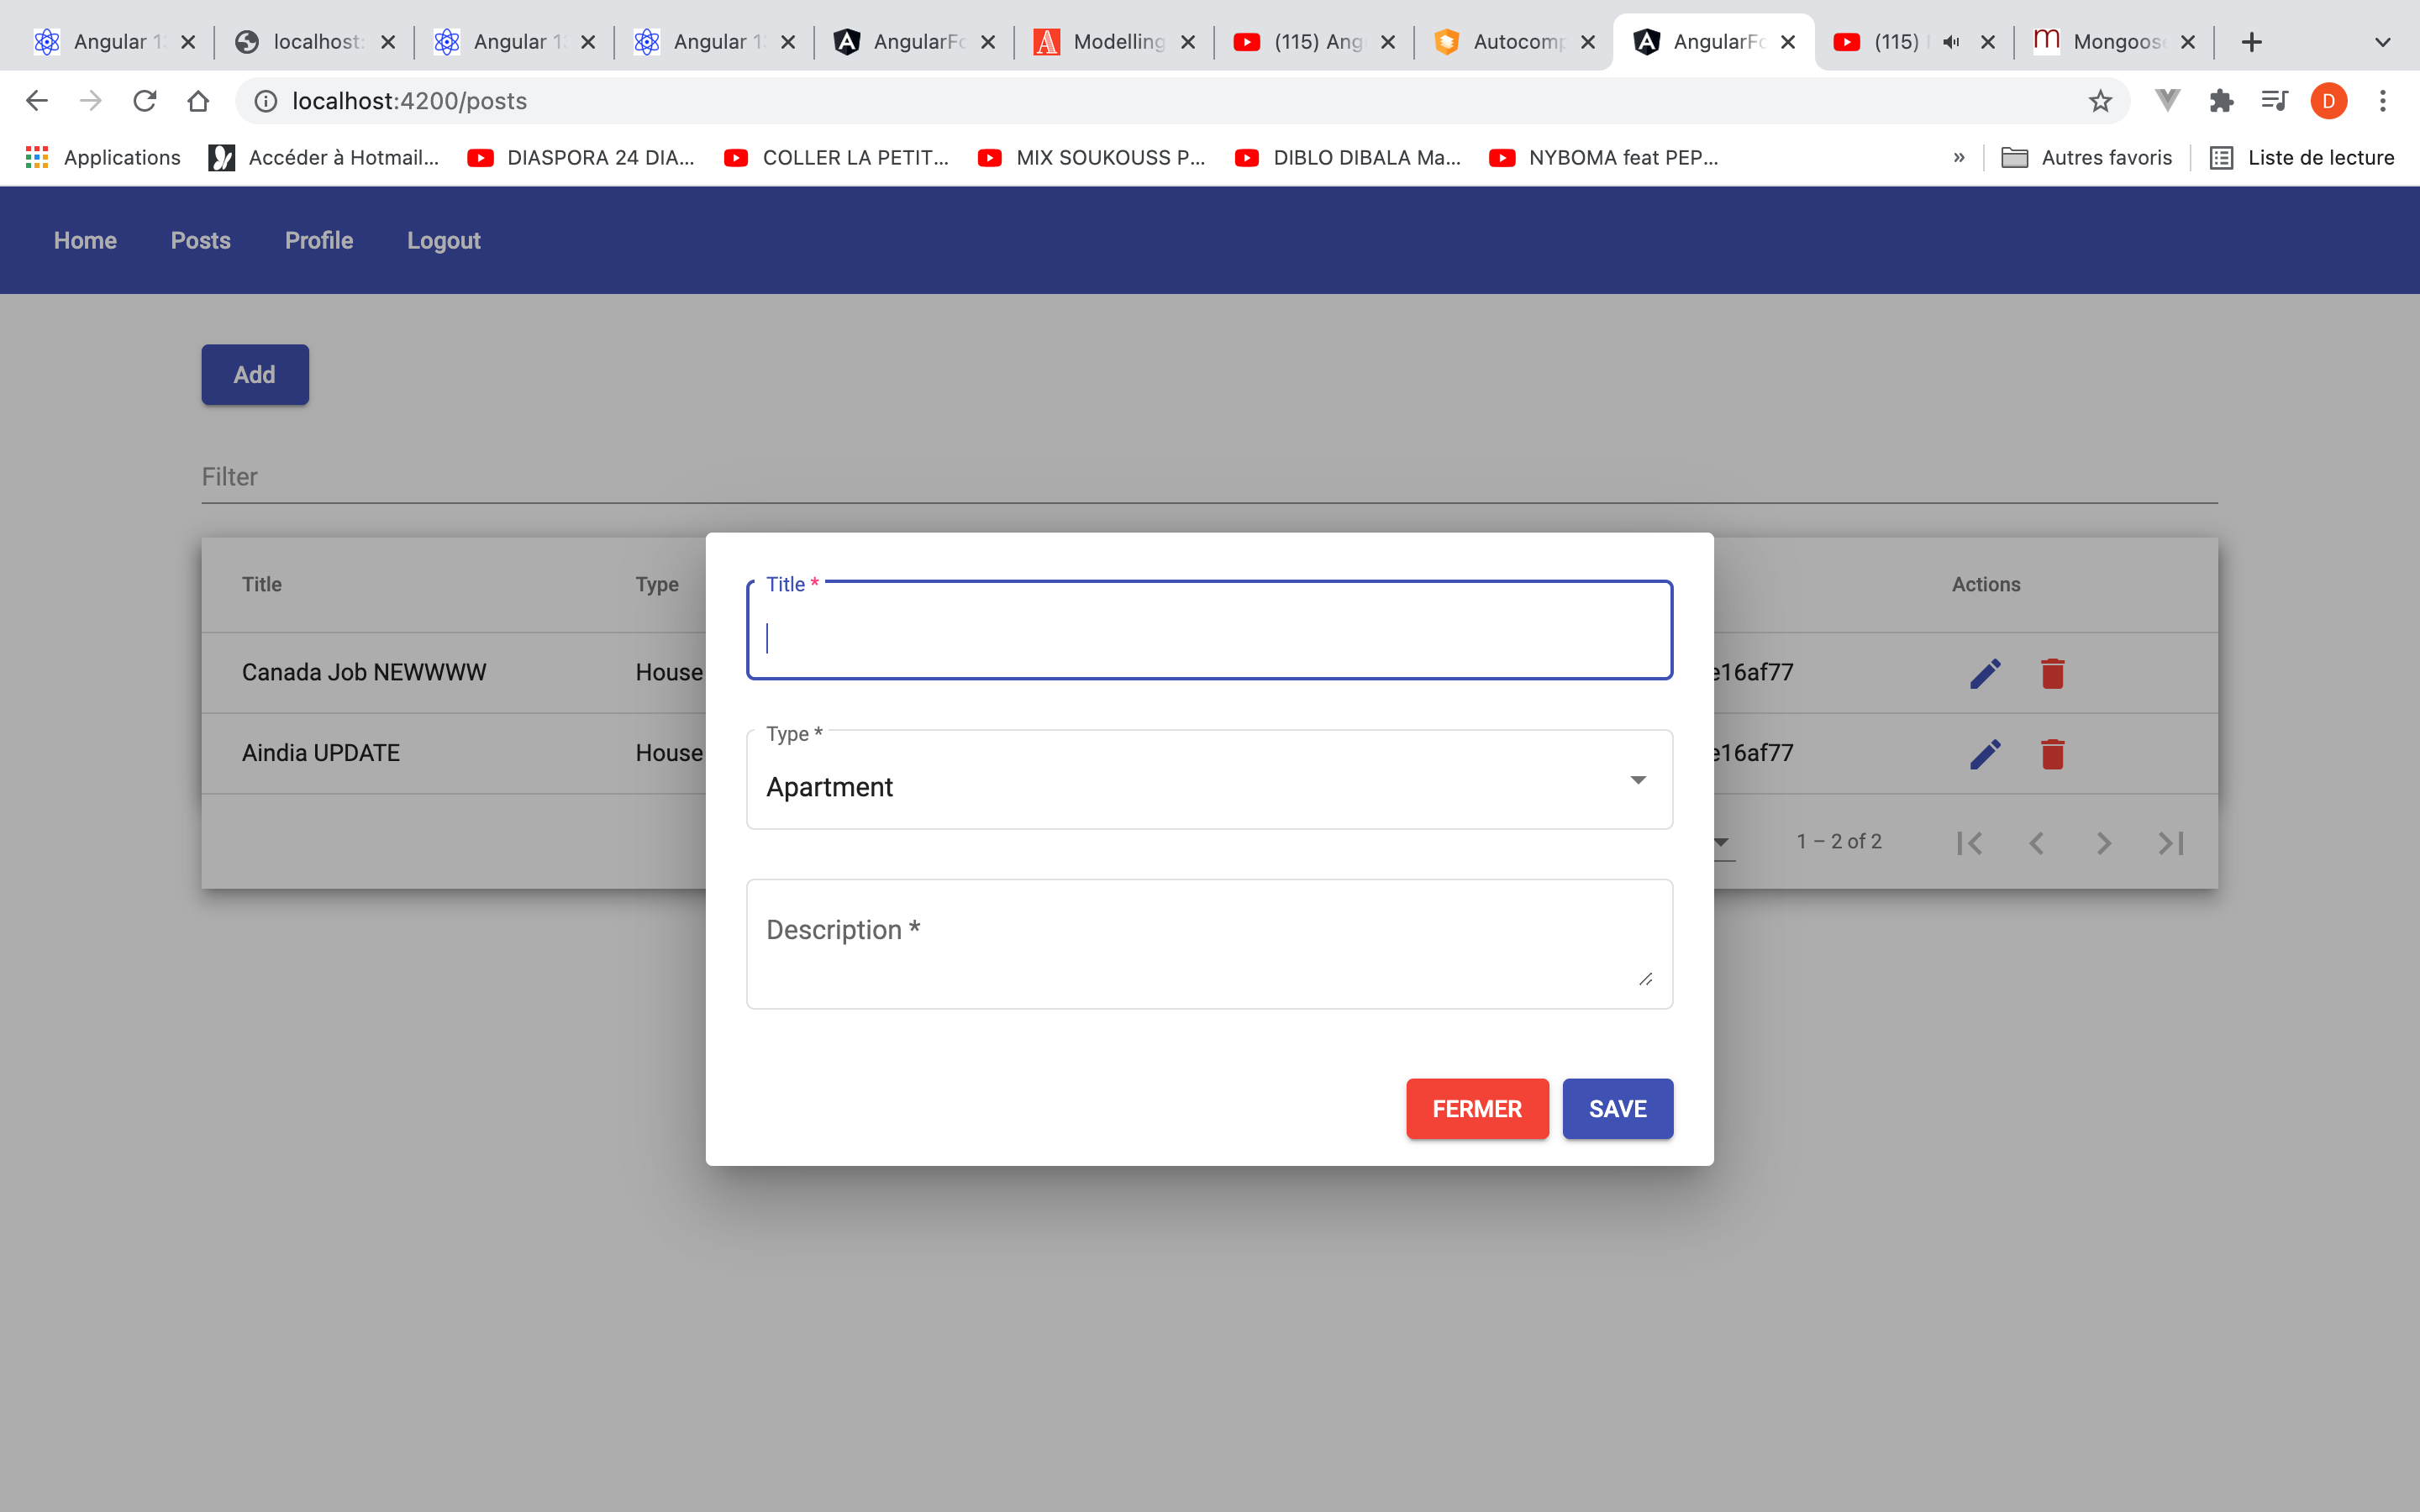 Angular 1 localhost: Angular 1 Angular 1 AngularFo Modelling (115) Ang Autocomp AngularFo (115) Mongoose
localhost:4200/posts D
Applications Accéder à Hotmail... DIASPORA 24 DIA... COLLER LA PETIT... MIX SOUKOUSS P... DIBLO DIBALA Ma... NYBOMA feat PEP... » Autres favoris Liste de lecture
Home Posts Profile Logout
Add
Filter
Title Type Actions
Canada Job NEWWWW House e16af77
Aindia UPDATE House e16af77
1 – 2 of 2
Title *
Type *
Apartment
Description *
FERMER SAVE